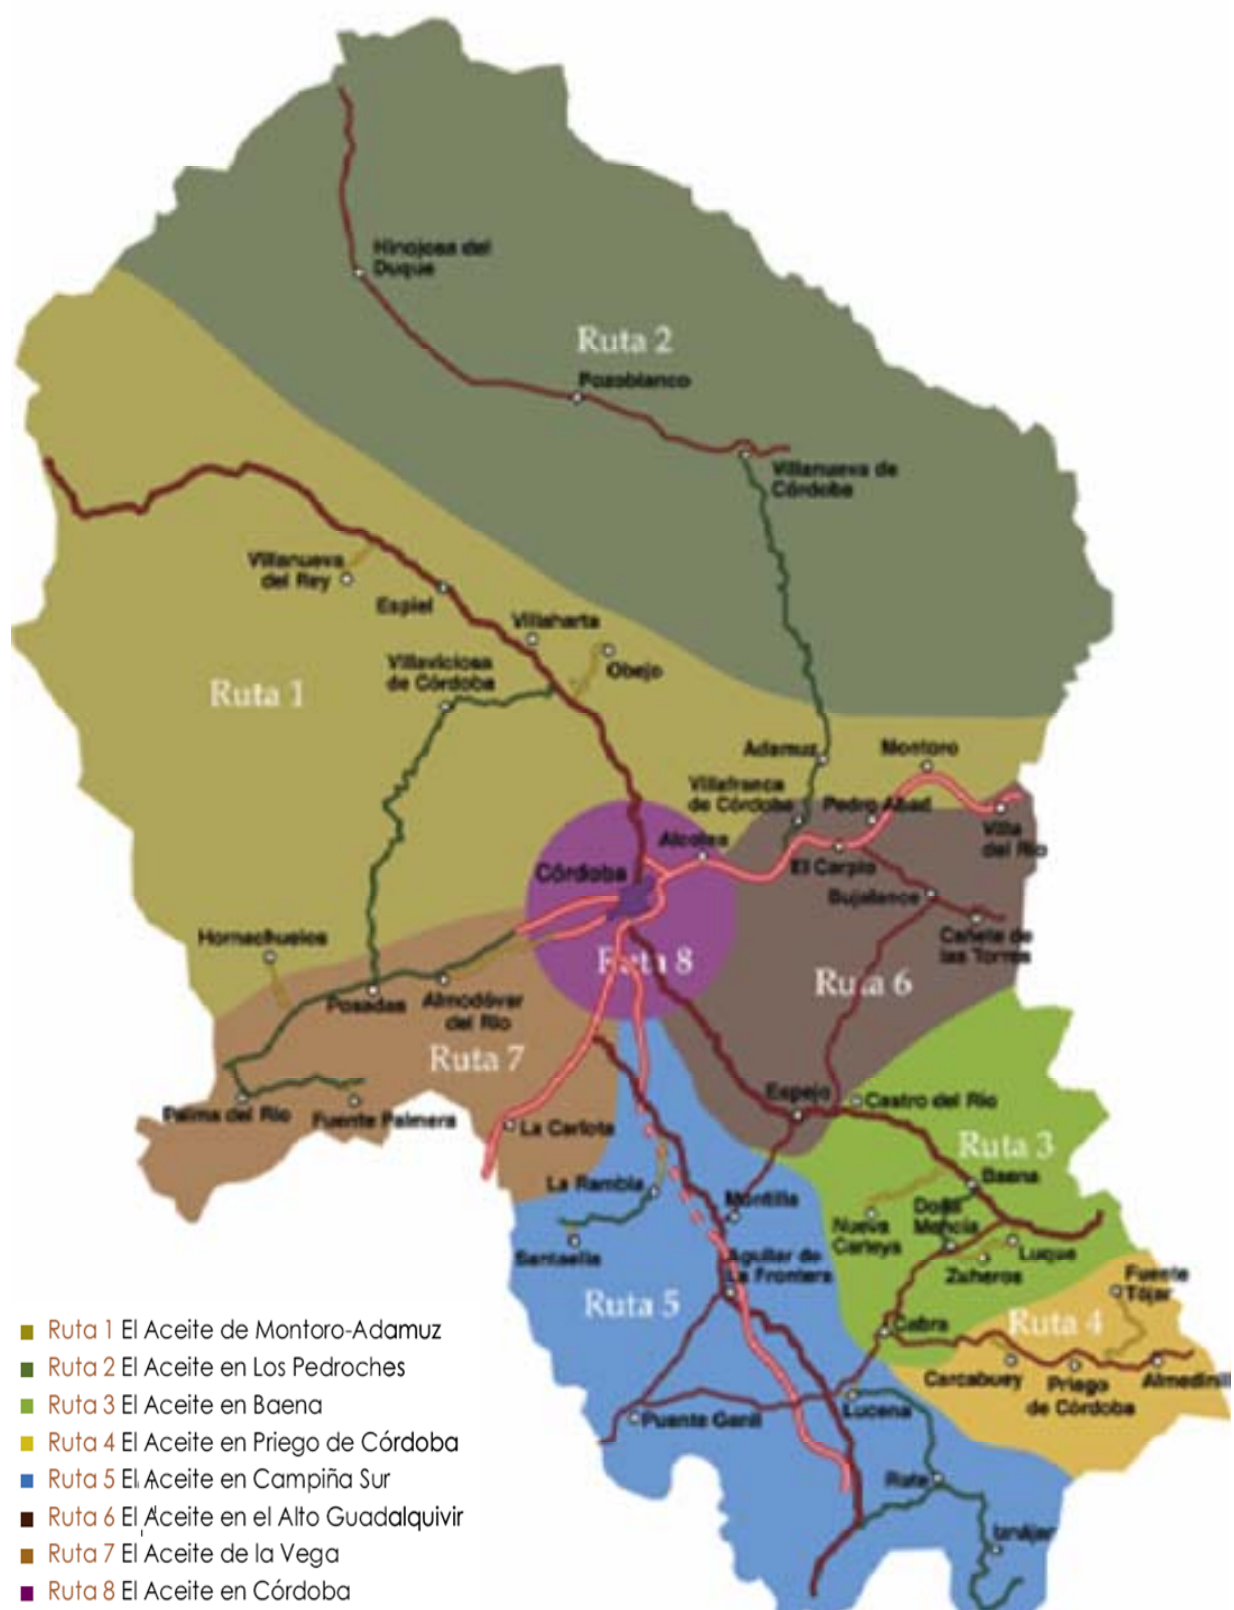 Hinojosa del
Duque
Ruta 2
Pozoblanco
Villanueva de
Córdoba
Villanueva
del Rey
Espiel
Villaharta
Obejo
Villaviciosa
de Córdoba
Ruta 1
Adamuz
Montoro
Villafranca
de Córdoba
Pedro Abad
Villa
del Río
Alcolea
El Carpio
Córdoba
Bujalance
Cañete de
las Torres
Hornachuelos
Ruta 8
Ruta 6
Posadas
Almodóvar
del Río
Ruta 7
Espejo
Castro del Río
Palma del Río
Fuente Palmera
La Carlota
Ruta 3
Baena
La Rambla
Montilla
Doña
Mencía
Nueva
Carteya
Luque
Santaella
Aguilar de
La Frontera
Zuheros
Fuente
Tójar
Ruta 5
Cabra
Ruta 4
Carcabuey
Priego
de Córdoba
Almedinil
Puente Genil
Lucena
Rute
Iznájar
Ruta 1 El Aceite de Montoro-Adamuz
Ruta 2 El Aceite en Los Pedroches
Ruta 3 El Aceite en Baena
Ruta 4 El Aceite en Priego de Córdoba
Ruta 5 El Aceite en Campiña Sur
Ruta 6 El Aceite en el Alto Guadalquivir
Ruta 7 El Aceite de la Vega
Ruta 8 El Aceite en Córdoba